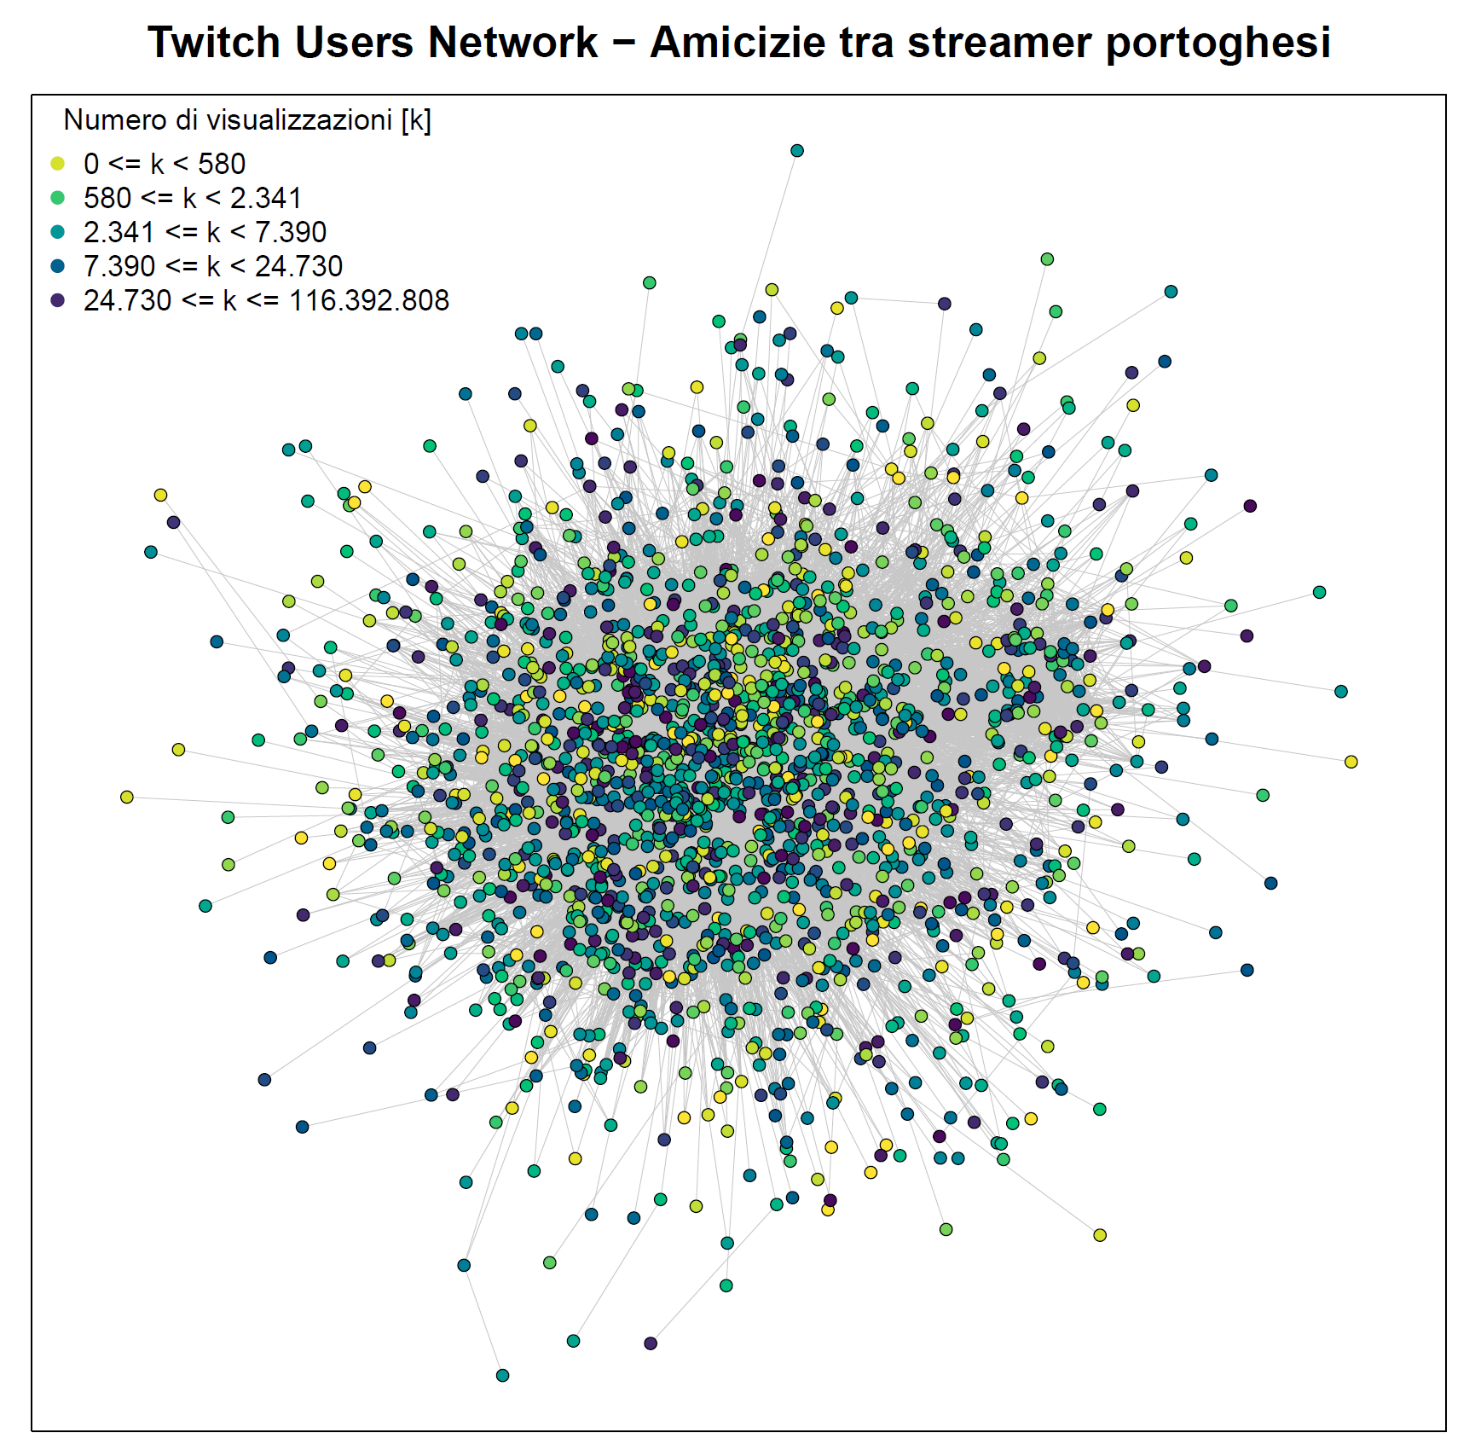 Twitch Users Network − Amicizie tra streamer portoghesi
Numero di visualizzazioni [k]
0 <= k < 580
580 <= k < 2.341
2.341 <= k < 7.390
7.390 <= k < 24.730
24.730 <= k <= 116.392.808